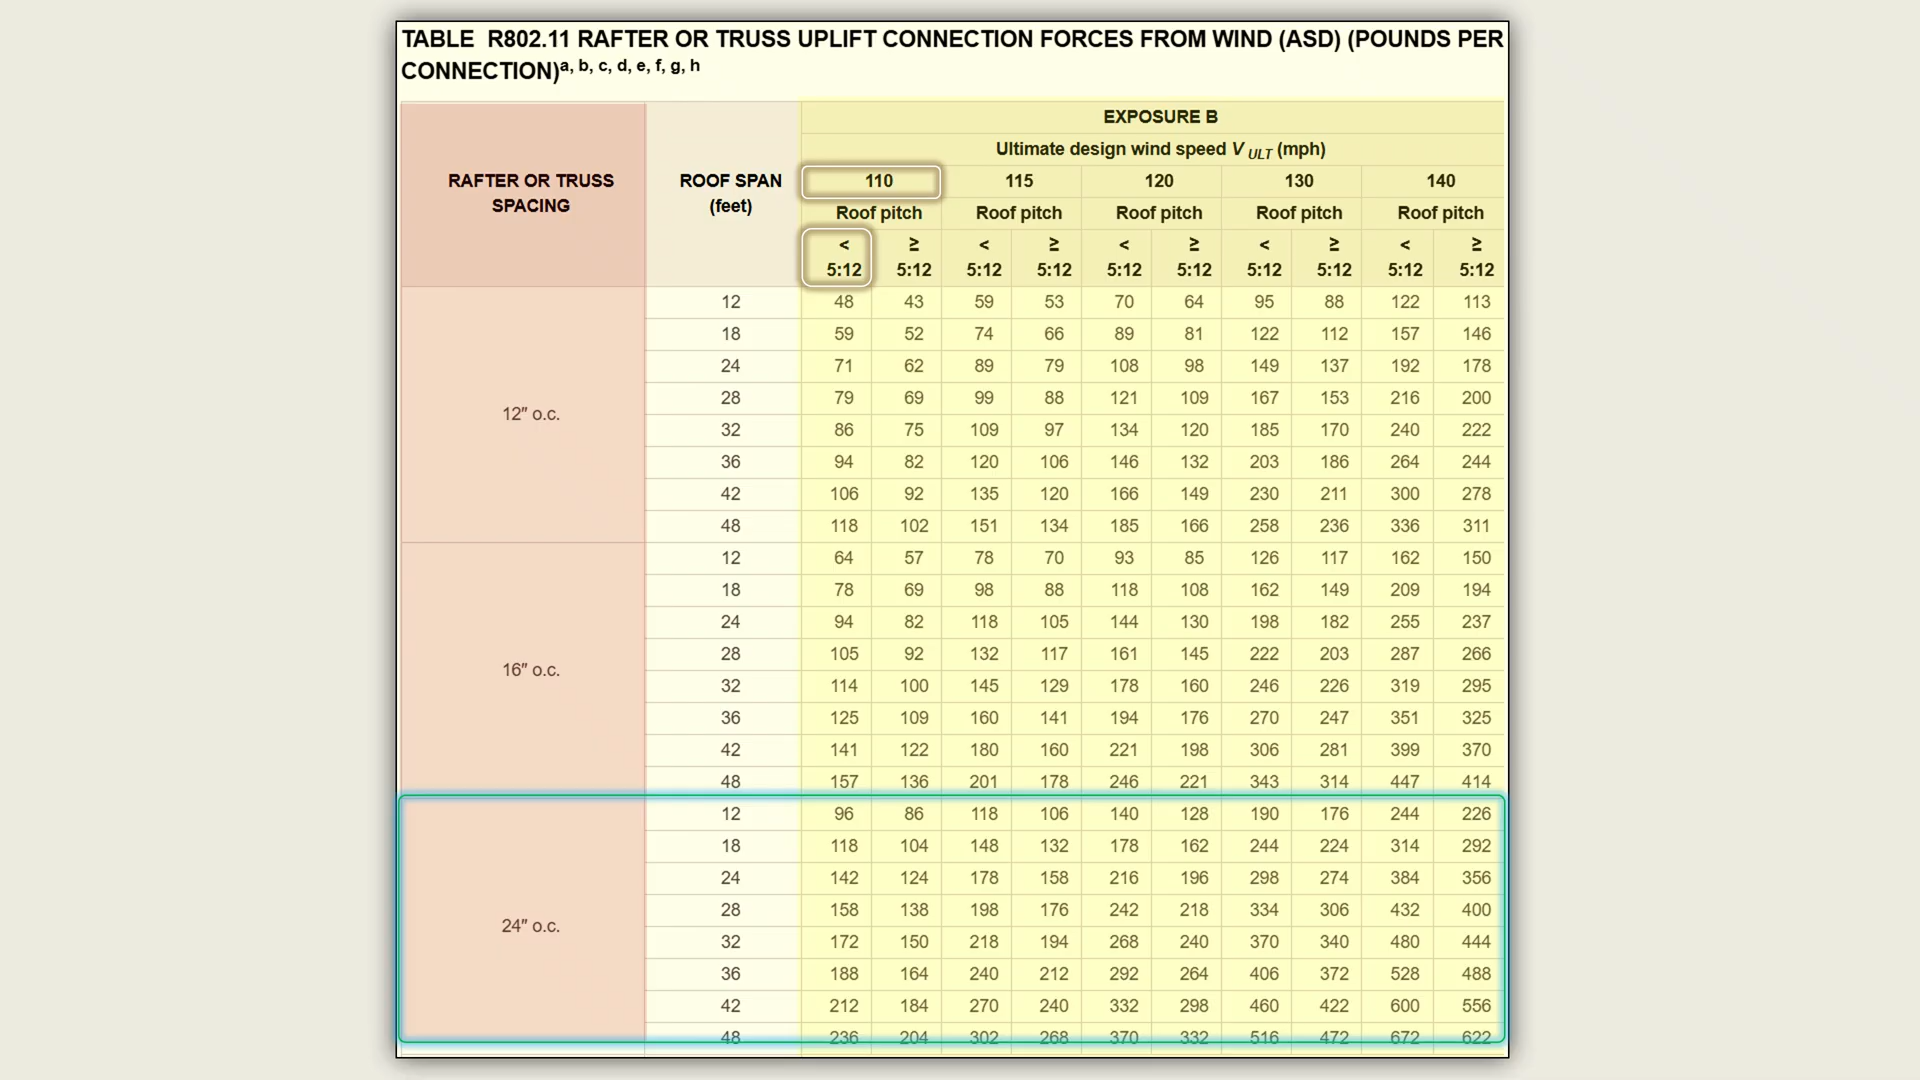 TABLE R802.11 RAFTER OR TRUSS UPLIFT CONNECTION FORCES FROM WIND (ASD) (POUNDS PER
CONNECTION)a, b, c, d, e, f, g, h
EXPOSURE B
Ultimate design wind speed V ULT (mph)
RAFTER OR TRUSS SPACING
ROOF SPAN (feet)
110 115 120 130 140
Roof pitch Roof pitch Roof pitch Roof pitch Roof pitch
< ≥ < ≥ < ≥ < ≥ < ≥
5:12 5:12 5:12 5:12 5:12 5:12 5:12 5:12 5:12 5:12
12″ o.c.
12 48 43 59 53 70 64 95 88 122 113
18 59 52 74 66 89 81 122 112 157 146
24 71 62 89 79 108 98 149 137 192 178
28 79 69 99 88 121 109 167 153 216 200
32 86 75 109 97 134 120 185 170 240 222
36 94 82 120 106 146 132 203 186 264 244
42 106 92 135 120 166 149 230 211 300 278
48 118 102 151 134 185 166 258 236 336 311
16″ o.c.
12 64 57 78 70 93 85 126 117 162 150
18 78 69 98 88 118 108 162 149 209 194
24 94 82 118 105 144 130 198 182 255 237
28 105 92 132 117 161 145 222 203 287 266
32 114 100 145 129 178 160 246 226 319 295
36 125 109 160 141 194 176 270 247 351 325
42 141 122 180 160 221 198 306 281 399 370
48 157 136 201 178 246 221 343 314 447 414
24″ o.c.
12 96 86 118 106 140 128 190 176 244 226
18 118 104 148 132 178 162 244 224 314 292
24 142 124 178 158 216 196 298 274 384 356
28 158 138 198 176 242 218 334 306 432 400
32 172 150 218 194 268 240 370 340 480 444
36 188 164 240 212 292 264 406 372 528 488
42 212 184 270 240 332 298 460 422 600 556
48 236 204 302 268 370 332 516 472 672 622